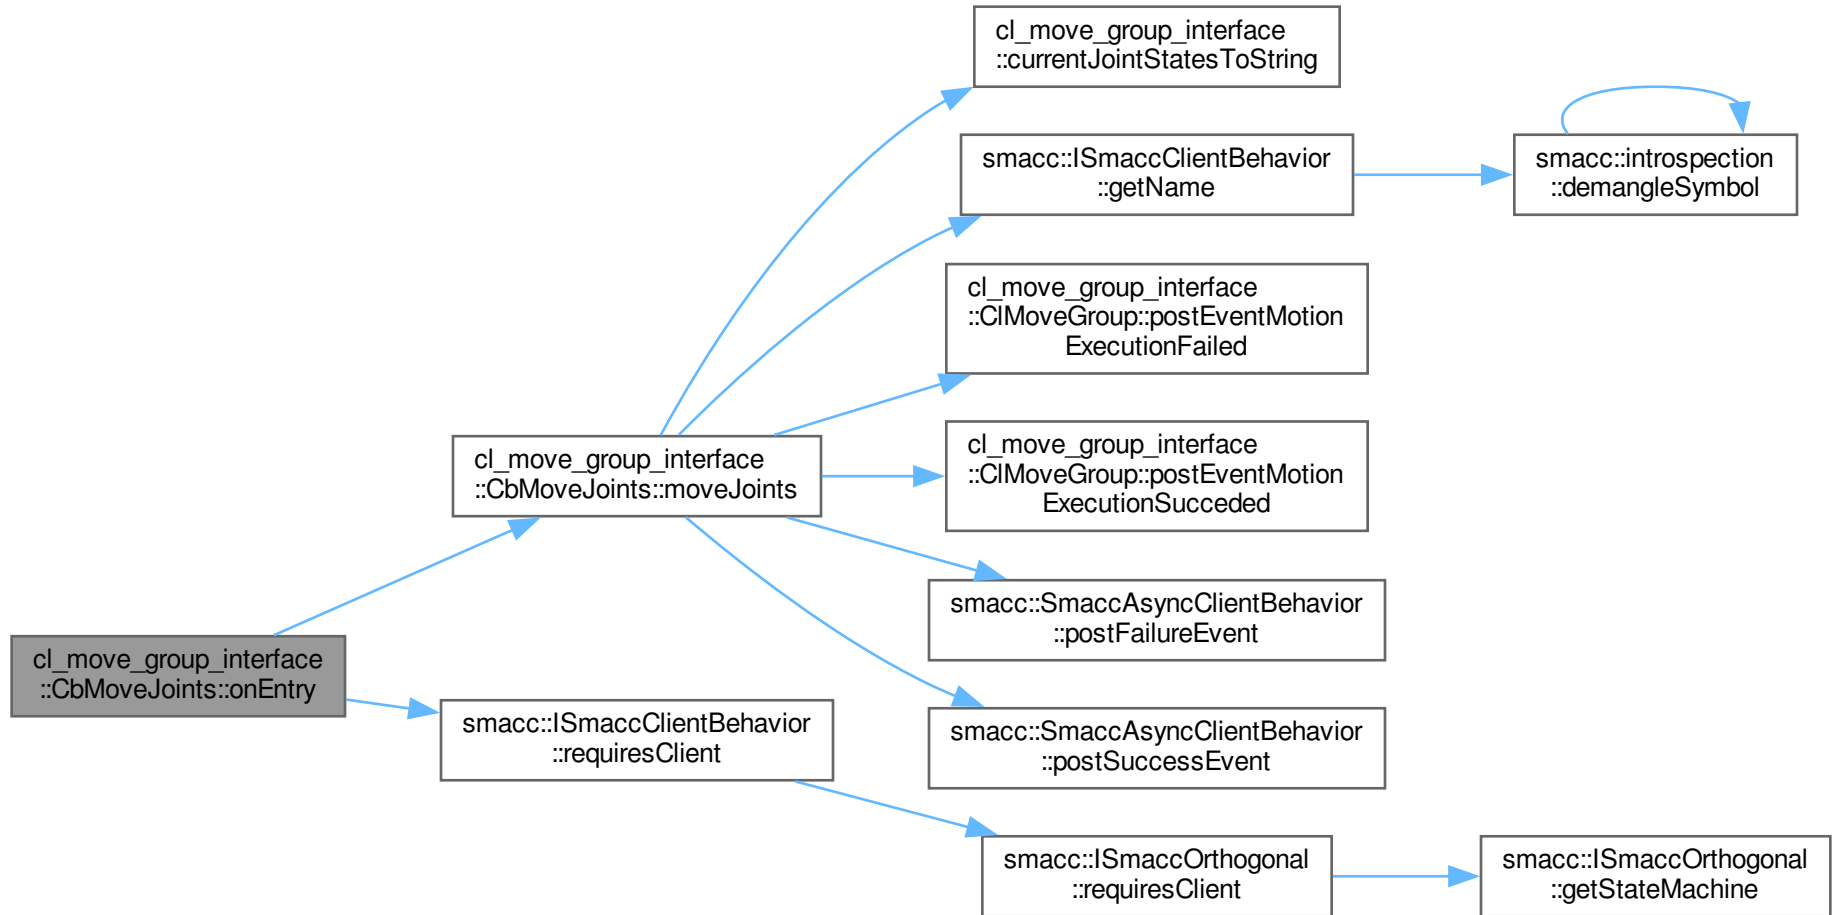 cl_move_group_interface
::currentJointStatesToString
smacc::ISmaccClientBehavior
::getName
smacc::introspection
::demangleSymbol
cl_move_group_interface
::ClMoveGroup::postEventMotion
ExecutionFailed
cl_move_group_interface
::CbMoveJoints::moveJoints
cl_move_group_interface
::ClMoveGroup::postEventMotion
ExecutionSucceded
smacc::SmaccAsyncClientBehavior
::postFailureEvent
cl_move_group_interface
::CbMoveJoints::onEntry
smacc::ISmaccClientBehavior
::requiresClient
smacc::SmaccAsyncClientBehavior
::postSuccessEvent
smacc::ISmaccOrthogonal
::requiresClient
smacc::ISmaccOrthogonal
::getStateMachine